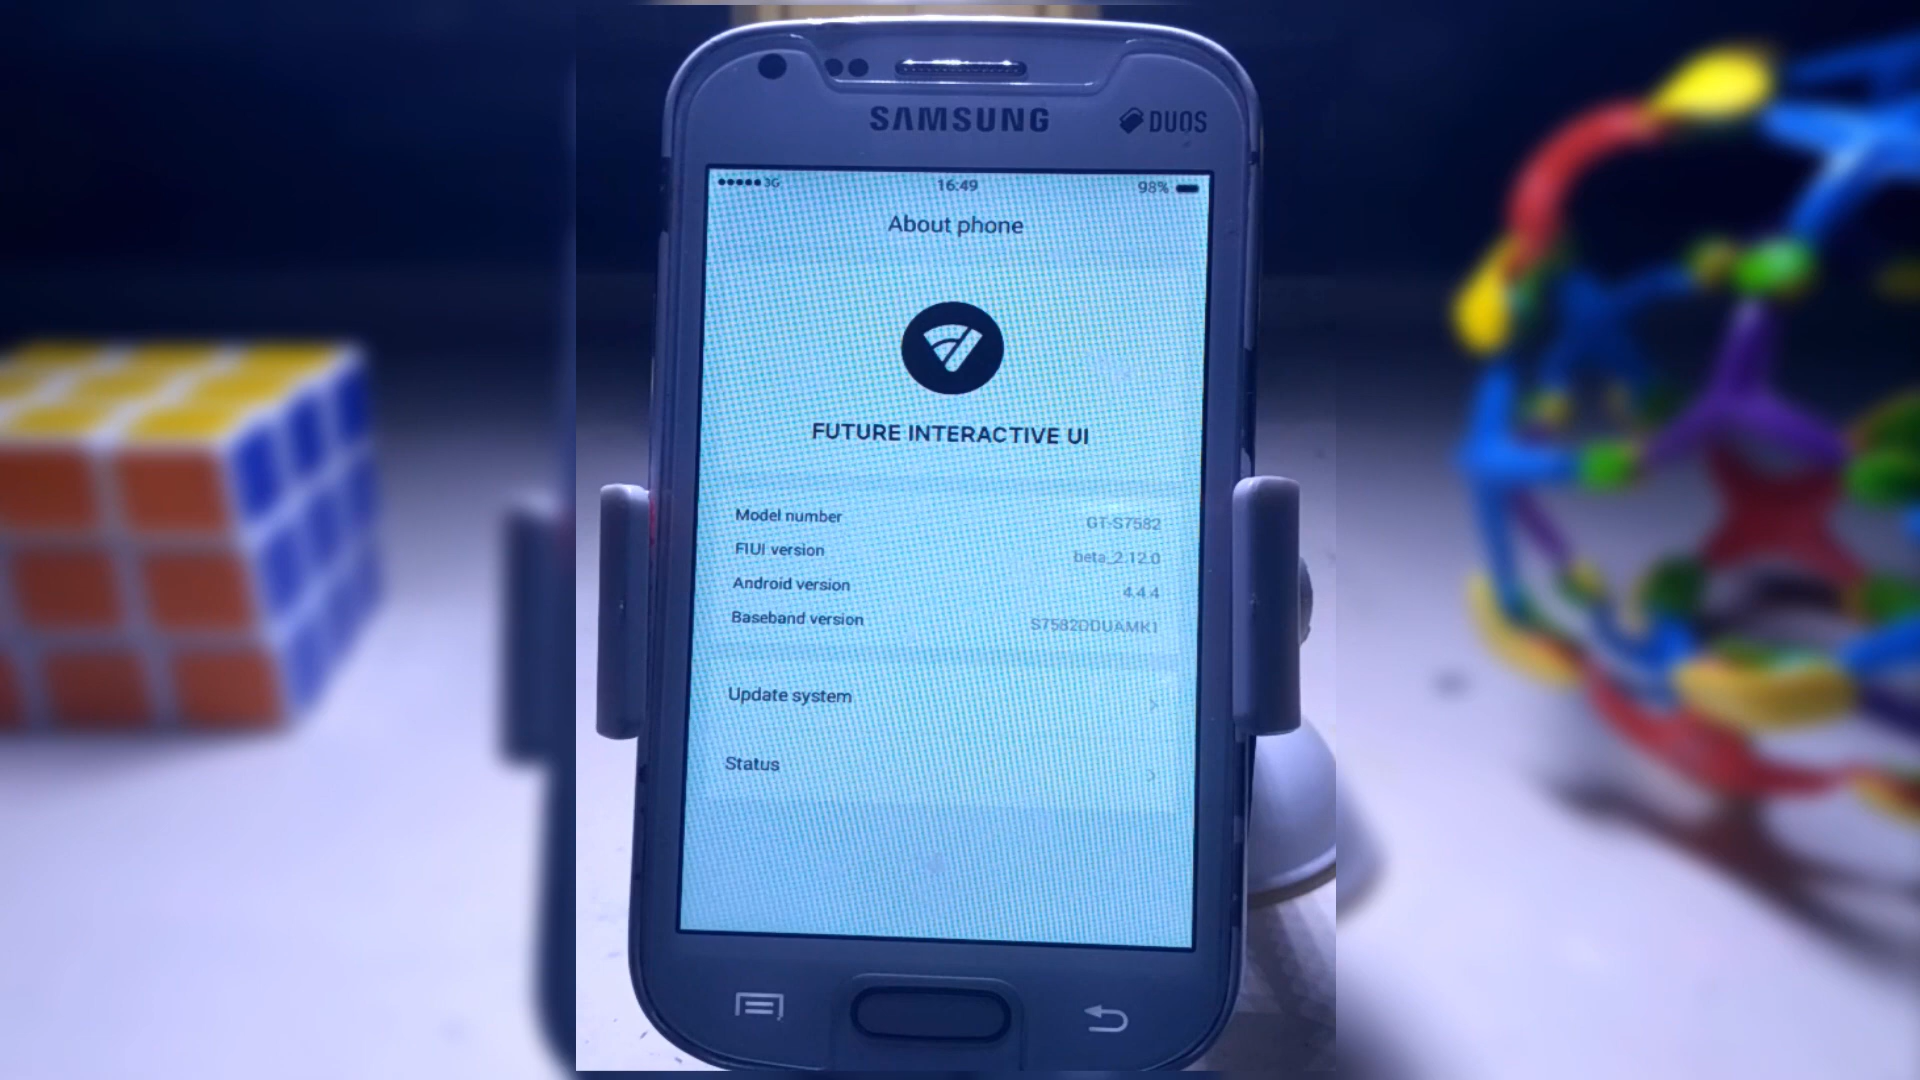 SAMSUNG DUOS
3G 16:49 98%
About phone
FUTURE INTERACTIVE UI
Model number GT-S7582
FIUI version beta_2.12.0
Android version 4.4.4
Baseband version S7582DDUAMK1
Update system
Status